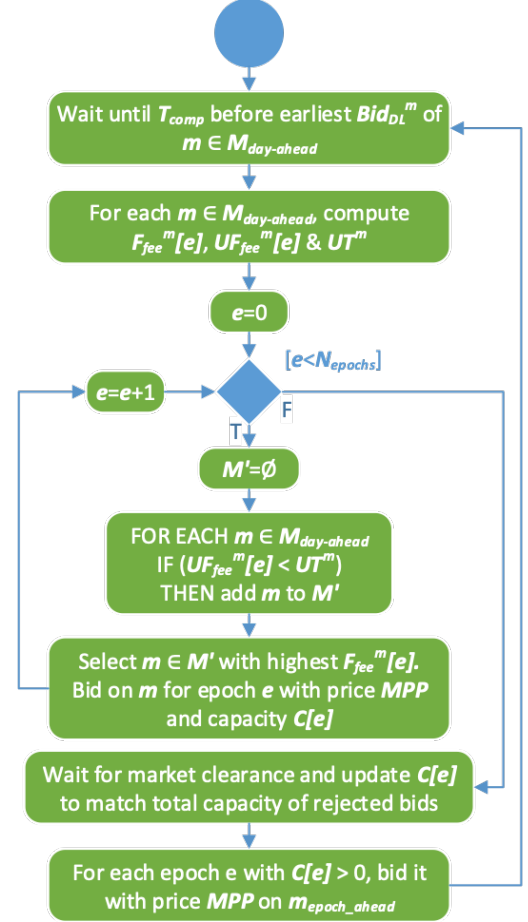 Wait until T_comp before earliest Bid_DL^m of
m ∈ M_day-ahead
For each m ∈ M_day-ahead, compute
F_fee^m[e], UF_fee^m[e] & UT^m
e=0
[e<N_epochs]
e=e+1
F
T
M'=Ø
FOR EACH m ∈ M_day-ahead
IF (UF_fee^m[e] < UT^m)
THEN add m to M'
Select m ∈ M' with highest F_fee^m[e].
Bid on m for epoch e with price MPP
and capacity C[e]
Wait for market clearance and update C[e]
to match total capacity of rejected bids
For each epoch e with C[e] > 0, bid it
with price MPP on m_epoch_ahead